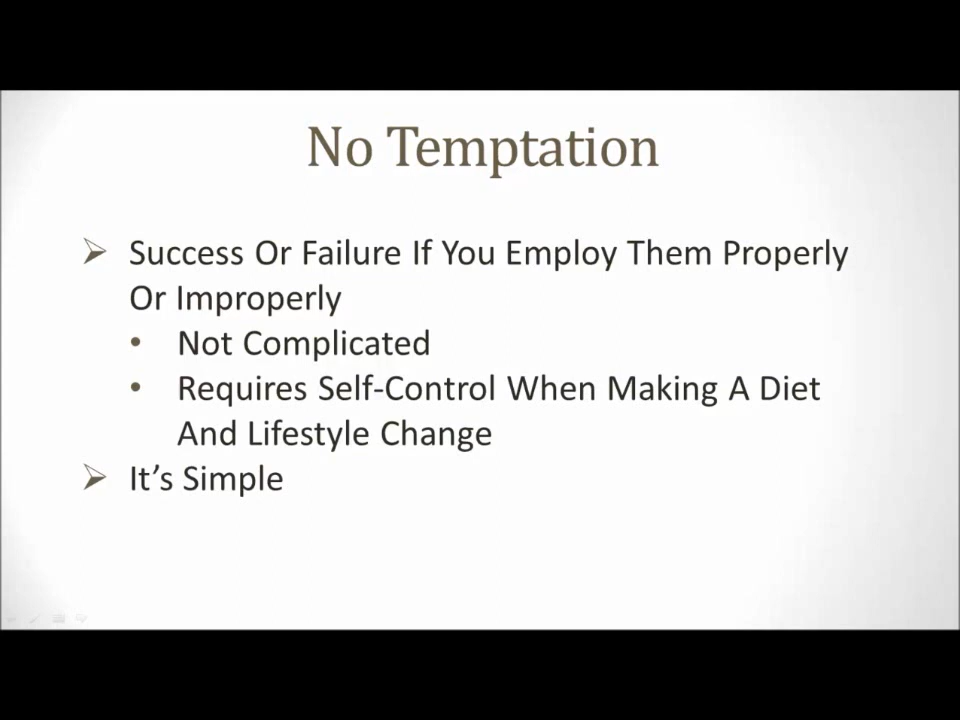 No Temptation
Success Or Failure If You Employ Them Properly
Or Improperly
Not Complicated
Requires Self-Control When Making A Diet
And Lifestyle Change
It’s Simple